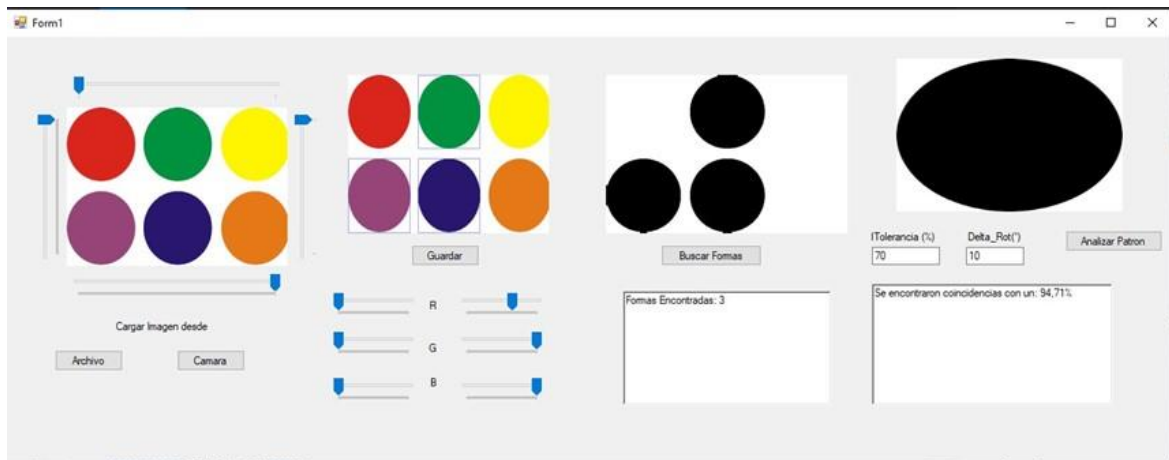 Form1
Guardar
R
G
B
Cargar Imagen desde
Archivo
Camara
Buscar Formas
Formas Encontradas: 3
lTolerancia (%)
Delta_Rot(°)
70
10
Analizar Patron
Se encontraron coincidencias con un: 94,71%